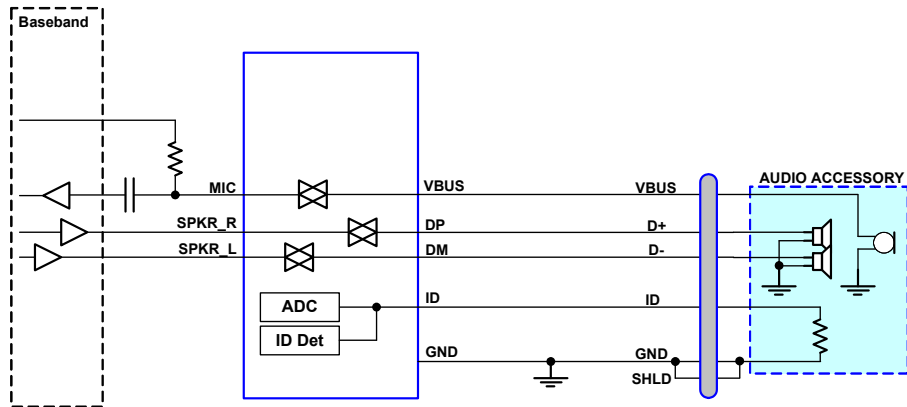 Baseband
MIC
VBUS
VBUS
AUDIO ACCESSORY
SPKR_R
DP
D+
SPKR_L
DM
D-
ADC
ID
ID
ID Det
GND
GND
SHLD